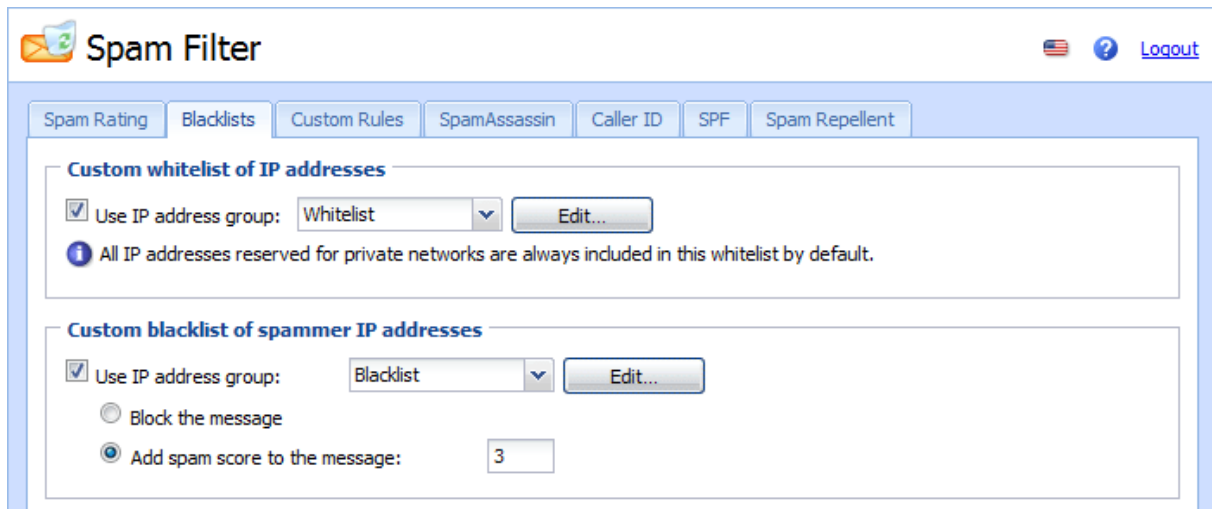 Spam Filter
Logout
Spam Rating Blacklists Custom Rules SpamAssassin Caller ID SPF Spam Repellent
Custom whitelist of IP addresses
Use IP address group: Whitelist Edit...
All IP addresses reserved for private networks are always included in this whitelist by default.
Custom blacklist of spammer IP addresses
Use IP address group: Blacklist Edit...
Block the message
Add spam score to the message: 3